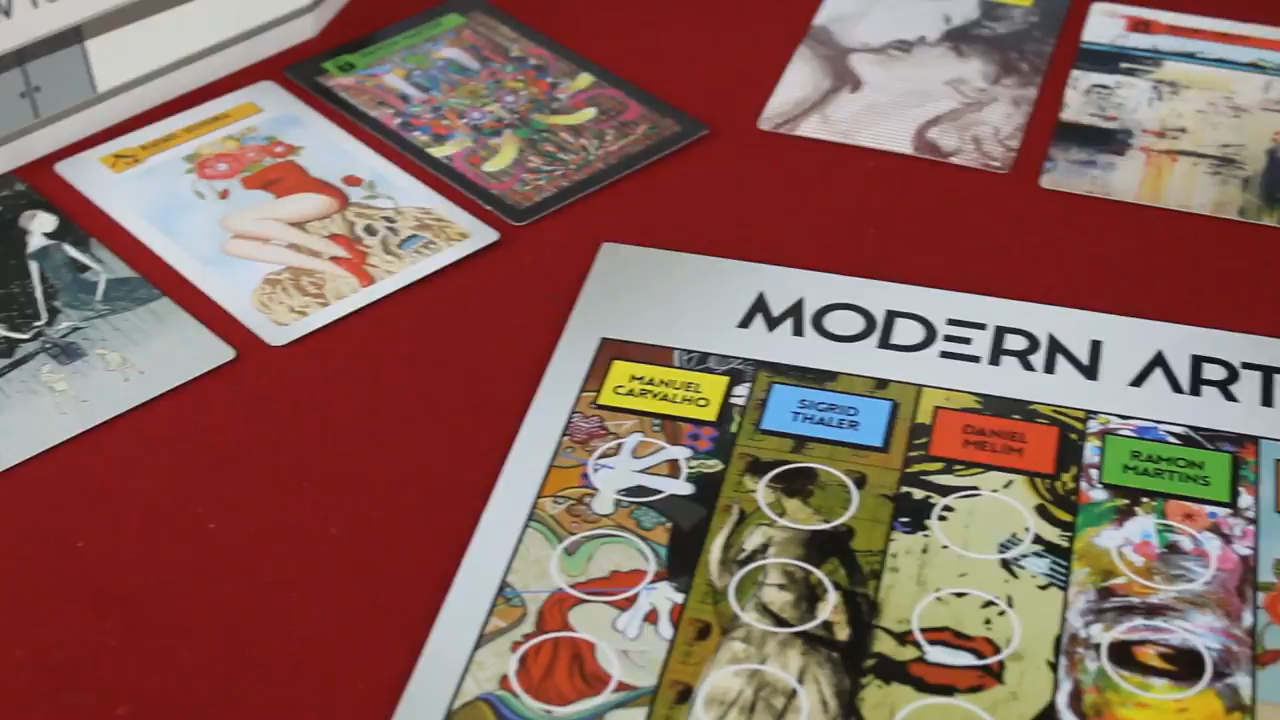 MODERN ART
MANUEL
CARVALHO
SIGRID
THALER
DANIEL
MELIM
RAMON
MARTINS